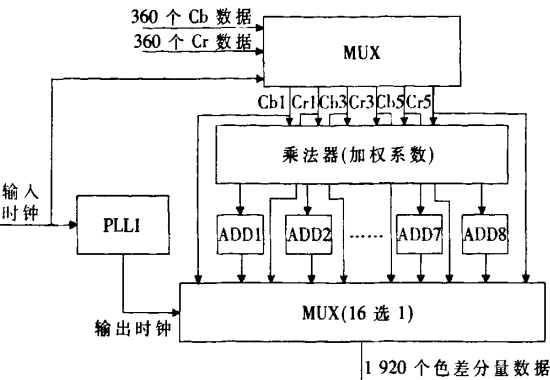 360 个 Cb 数据
360 个 Cr 数据
MUX
Cb1 Cr1 Cb3 Cr3 Cb5 Cr5
乘法器(加权系数)
输入
时钟
PLL1
ADD1 ADD2 …… ADD7 ADD8
输出时钟
MUX(16 选 1)
1 920 个色差分量数据